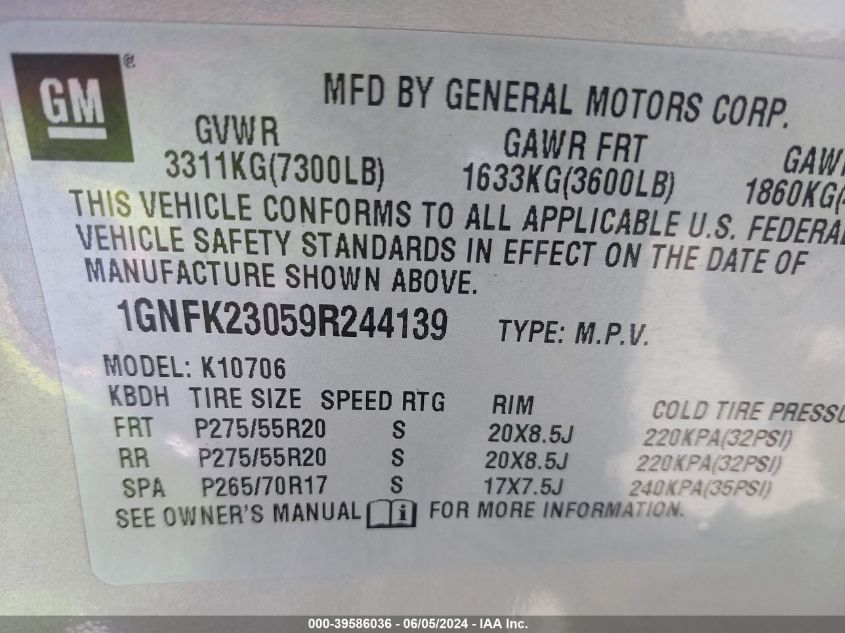 GM®
MFD BY GENERAL MOTORS CORP.
GVWR GAWR FRT
3311KG(7300LB) 1633KG(3600LB) 1860KG(
THIS VEHICLE CONFORMS TO ALL APPLICABLE U.S.
VEHICLE SAFETY STANDARDS IN EFFECT ON THE DATE OF
MANUFACTURE SHOWN ABOVE.
1GNFK23059R244139 TYPE: M.P.V.
MODEL: K10706
KBDH TIRE SIZE SPEED RTG RIM COLD TIRE
FRT P275/55R20 S 20X8.5J 220KPA(32PSI)
RR P275/55R20 S 20X8.5J 220KPA(32PSI)
SPA P265/70R17 S 17X7.5J 240KPA(35PSI)
SEE OWNER'S MANUAL i FOR MORE INFORMATION.
000-39586036 - 06/05/2024 - IAA Inc.